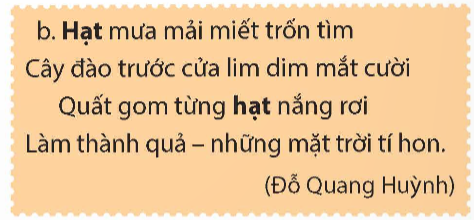 b. Hạt mưa mải miết trốn tìm
Cây đào trước cửa lim dim mắt cười
Quất gom từng hạt nắng rơi
Làm thành quả – những mặt trời tí hon.
(Đỗ Quang Huỳnh)